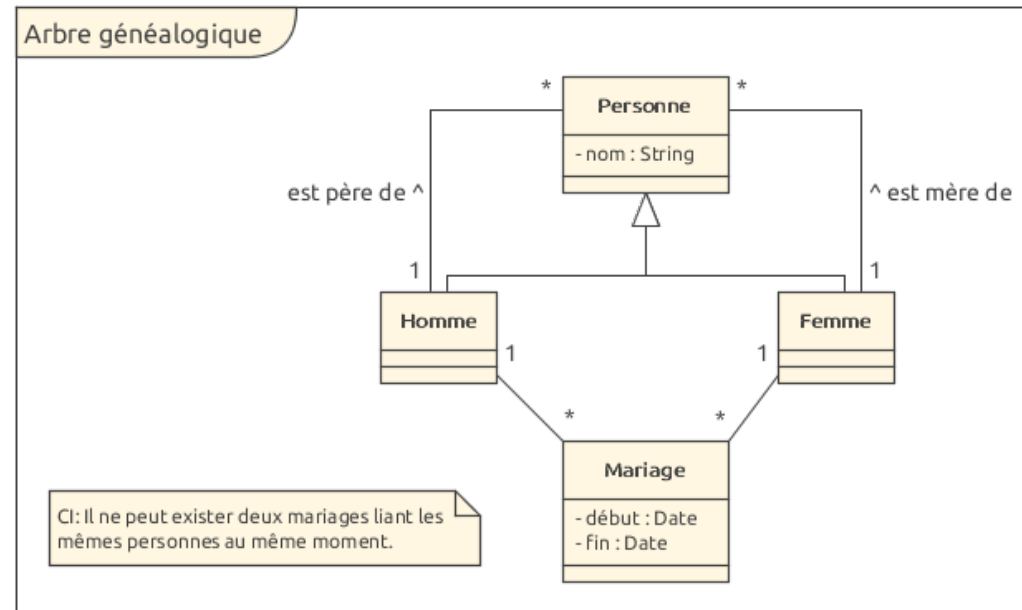 Arbre généalogique
*
Personne
*
- nom : String
est père de ^
^ est mère de
1
1
Homme
Femme
1
1
*
*
Mariage
- début : Date
- fin : Date
CI: Il ne peut exister deux mariages liant les
mêmes personnes au même moment.